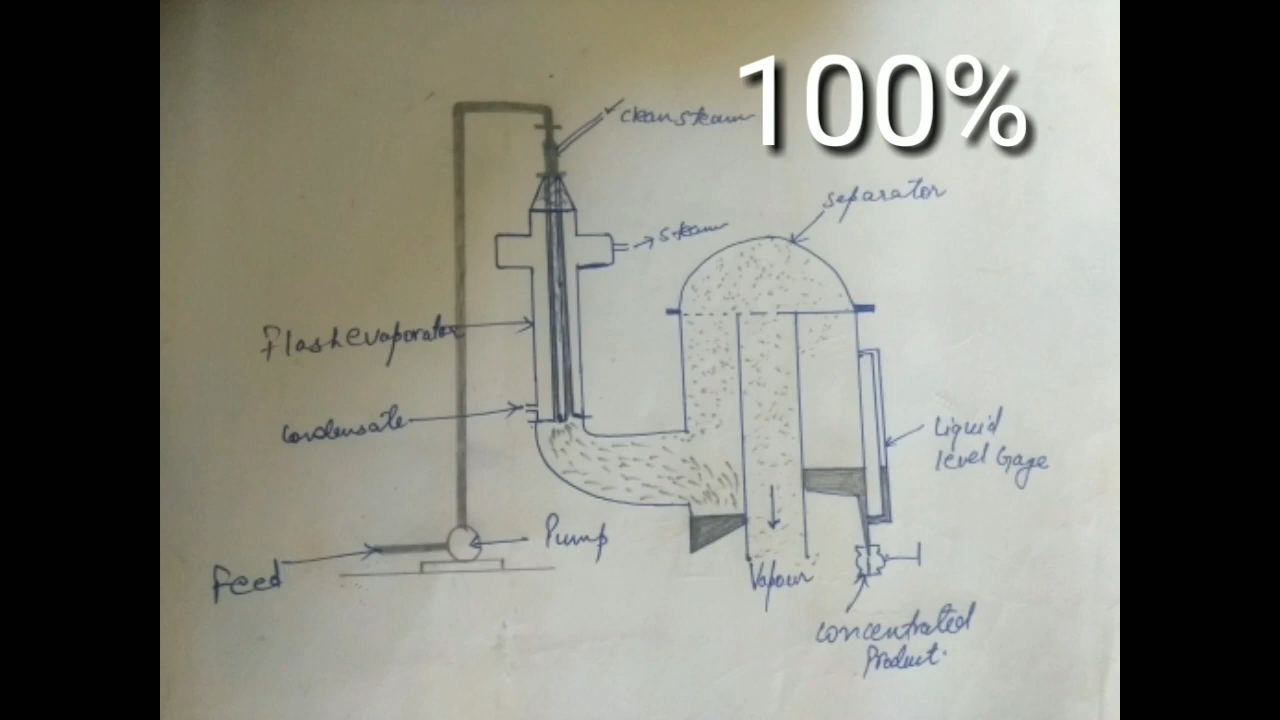 100%
clean steam
separator
steam
Flash evaporator
Condensate
Liquid
level Gage
Pump
Feed
Vapour
Concentrated
Product.